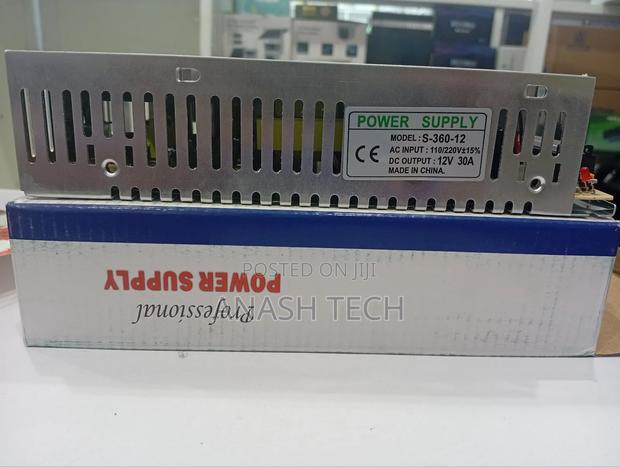 POWER SUPPLY
MODEL : S-360-12
AC INPUT : 110/220V±15%
DC OUTPUT : 12V 30A
MADE IN CHINA.
CE
POSTED ON JIJI
NASH TECH
POWER SUPPLY
Professional